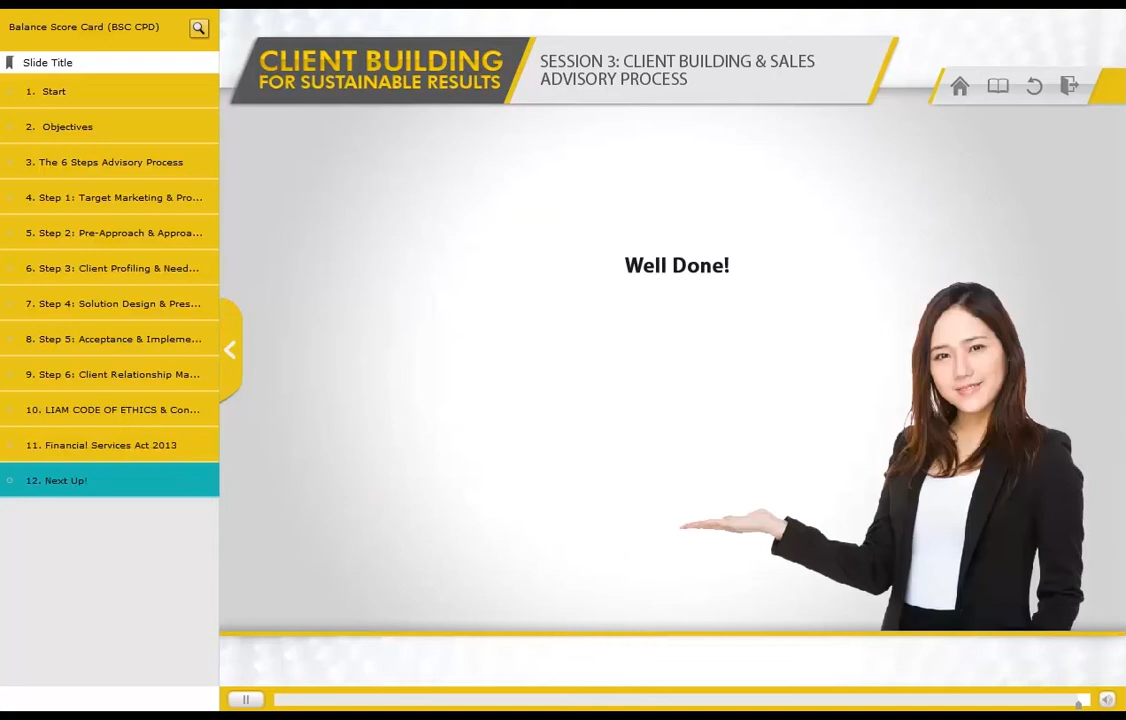 Balance Score Card (BSC CPD)
Slide Title
1. Start
2. Objectives
3. The 6 Steps Advisory Process
4. Step 1: Target Marketing & Pro...
5. Step 2: Pre-Approach & Approa...
6. Step 3: Client Profiling & Need...
7. Step 4: Solution Design & Pres...
8. Step 5: Acceptance & Impleme...
9. Step 6: Client Relationship Ma...
10. LIAM CODE OF ETHICS & Con...
11. Financial Services Act 2013
12. Next Up!
CLIENT BUILDING
FOR SUSTAINABLE RESULTS
SESSION 3: CLIENT BUILDING & SALES
ADVISORY PROCESS
Well Done!